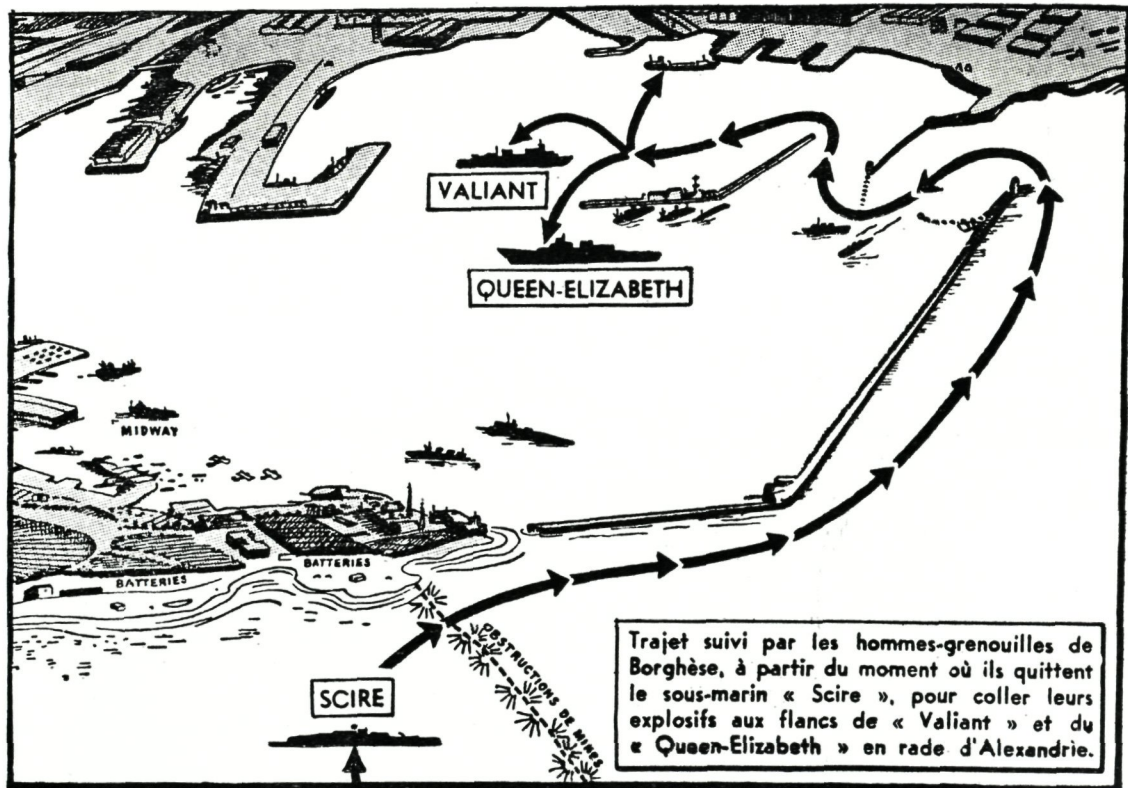 VALIANT
QUEEN-ELIZABETH
MIDWAY
BATTERIES
BATTERIES
OBSTRUCTIONS DE MINES
SCIRE
Trajet suivi par les hommes-grenouilles de
Borghèse, à partir du moment où ils quittent
le sous-marin « Scire », pour coller leurs
explosifs aux flancs de « Valiant » et du
« Queen-Elizabeth » en rade d'Alexandrie.